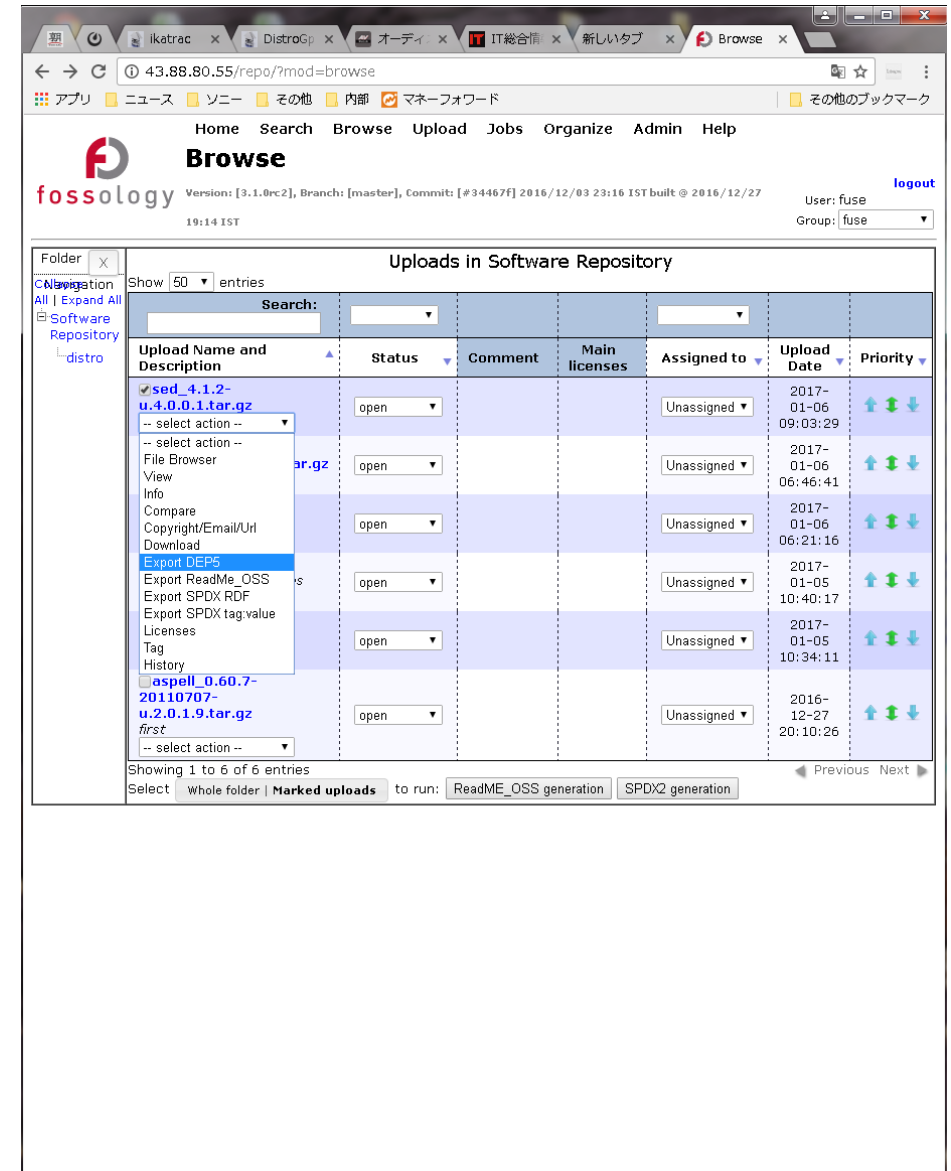 ikatrac
DistroGp
オーディ
IT総合情
新しいタブ
Browse
43.88.80.55/repo/?mod=browse
アプリ
ニュース
ソニー
その他
内部
マネーフォワード
その他のブックマーク
Home Search Browse Upload Jobs Organize Admin Help
Browse
fossology
Version: [3.1.0rc2], Branch: [master], Commit: [#34467f] 2016/12/03 23:16 IST built @ 2016/12/27
19:14 IST
logout
User: fuse
Group: fuse
Folder X
Navigation
All | Expand All
Software
Repository
distro
Uploads in Software Repository
Show 50 entries
Search:
Upload Name and
Description
Status
Comment
Main
licenses
Assigned to
Upload
Date
Priority
sed_4.1.2-
u.4.0.0.1.tar.gz
-- select action --
open
Unassigned
2017-
01-06
09:03:29
-- select action --
File Browser
View
Info
Compare
Copyright/Email/Url
Download
Export DEP5
Export ReadMe_OSS
Export SPDX RDF
Export SPDX tag:value
Licenses
Tag
History
ar.gz
open
Unassigned
2017-
01-06
06:46:41
open
Unassigned
2017-
01-06
06:21:16
s
open
Unassigned
2017-
01-05
10:40:17
open
Unassigned
2017-
01-05
10:34:11
aspell_0.60.7-
20110707-
u.2.0.1.9.tar.gz
first
-- select action --
open
Unassigned
2016-
12-27
20:10:26
Showing 1 to 6 of 6 entries
Previous Next
Select Whole folder | Marked uploads to run: ReadME_OSS generation SPDX2 generation